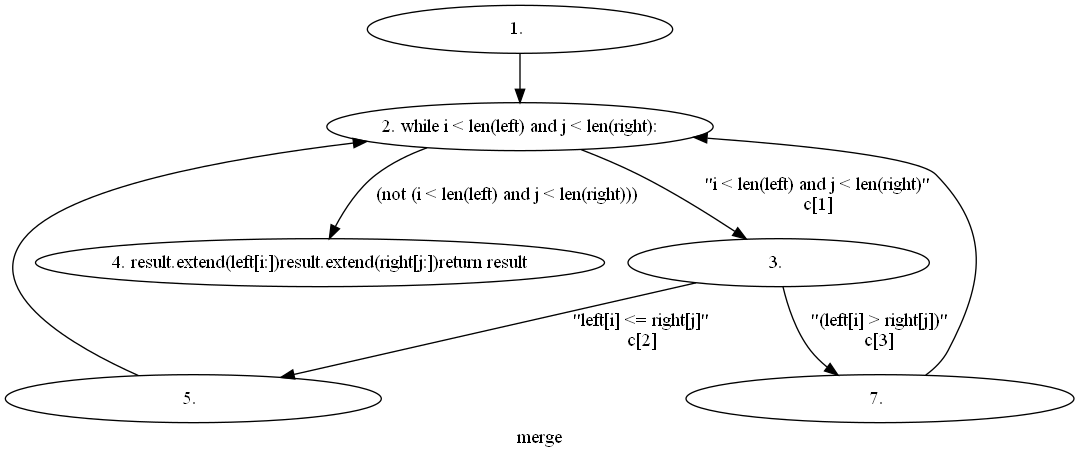 1.
2. while i < len(left) and j < len(right):
(not (i < len(left) and j < len(right)))
"i < len(left) and j < len(right)"
c[1]
4. result.extend(left[i:])result.extend(right[j:])return result
3.
"left[i] <= right[j]"
c[2]
"(left[i] > right[j])"
c[3]
5.
7.
merge